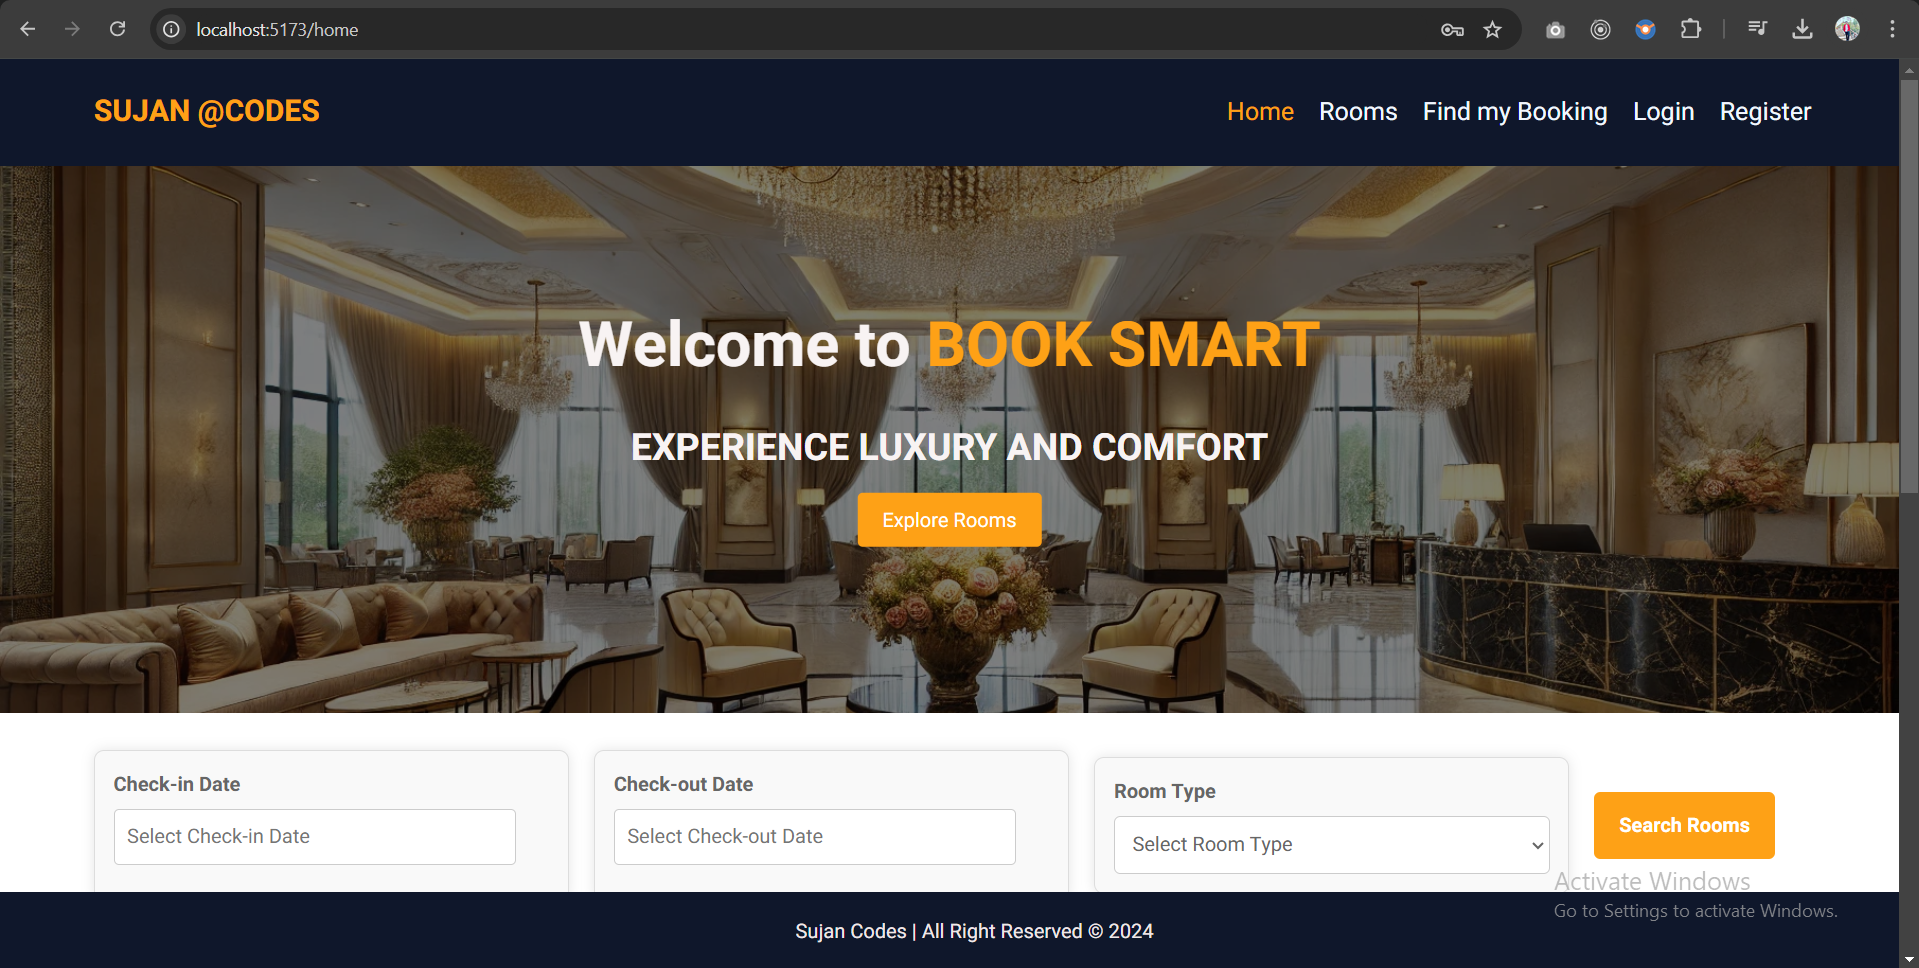 localhost:5173/home
SUJAN @CODES
Home Rooms Find my Booking Login Register
Welcome to BOOK SMART
EXPERIENCE LUXURY AND COMFORT
Explore Rooms
Check-in Date
Select Check-in Date
Check-out Date
Select Check-out Date
Room Type
Select Room Type
Search Rooms
Activate Windows
Go to Settings to activate Windows.
Sujan Codes | All Right Reserved © 2024